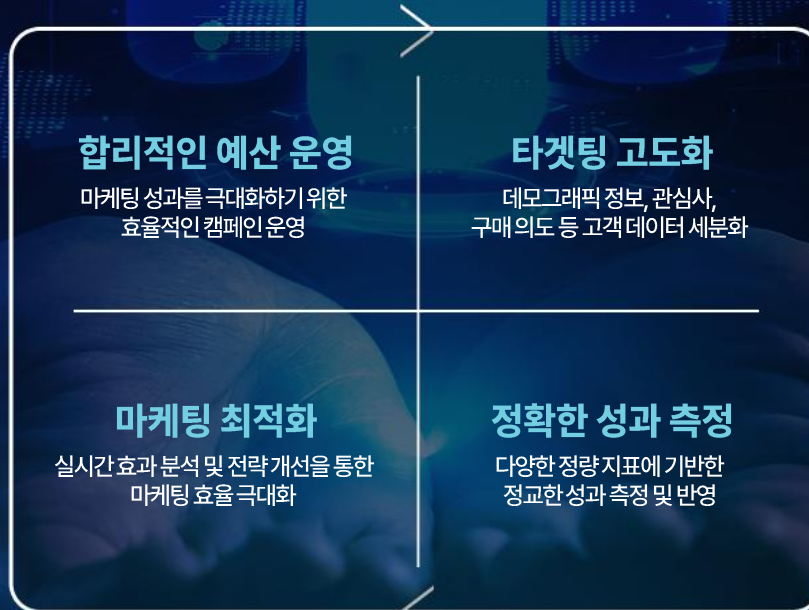 합리적인 예산 운영
마케팅 성과를 극대화하기 위한
효율적인 캠페인 운영
타겟팅 고도화
데모그래픽 정보, 관심사,
구매 의도 등 고객 데이터 세분화
마케팅 최적화
실시간 효과 분석 및 전략 개선을 통한
마케팅 효율 극대화
정확한 성과 측정
다양한 정량 지표에 기반한
정교한 성과 측정 및 반영